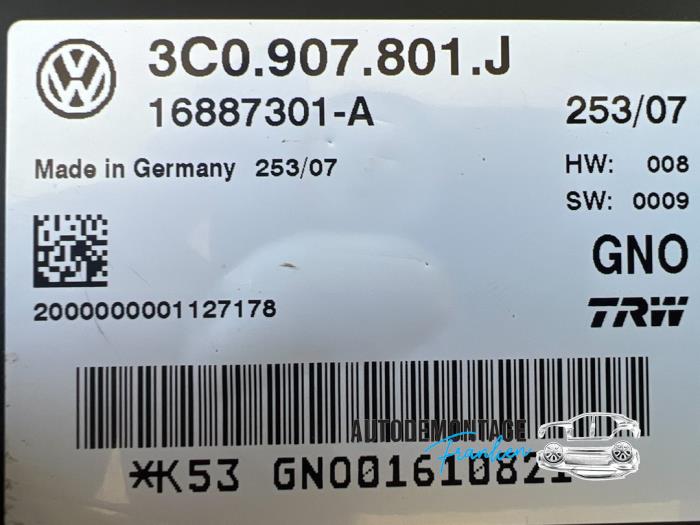 3C0.907.801.J
16887301-A
253/07
Made in Germany 253/07
HW: 008
SW: 0009
GNO
2000000001127178
TRW
AUTODEMONTAGE
Franken
*K53 GNO01610821